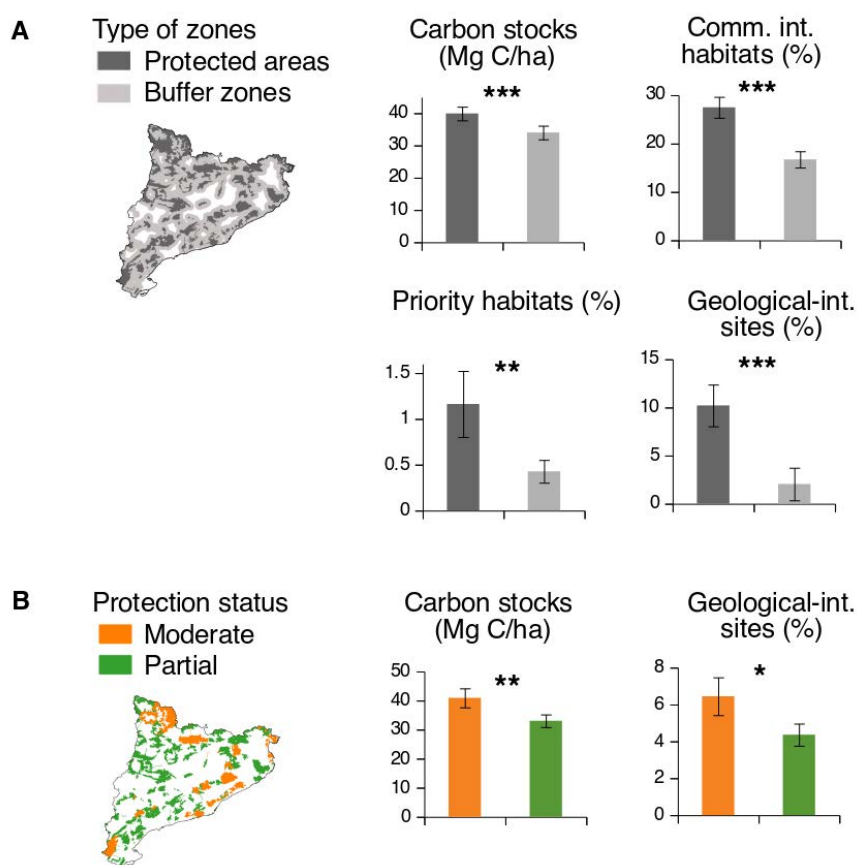 A
Type of zones
Protected areas
Buffer zones
Carbon stocks
(Mg C/ha)
***
40
30
20
10
0
Comm. int.
habitats (%)
***
30
20
10
0
Priority habitats (%)
**
1.5
1
0.5
0
Geological-int.
sites (%)
***
15
10
5
0
B
Protection status
Moderate
Partial
Carbon stocks
(Mg C/ha)
**
50
40
30
20
10
0
Geological-int.
sites (%)
*
8
6
4
2
0